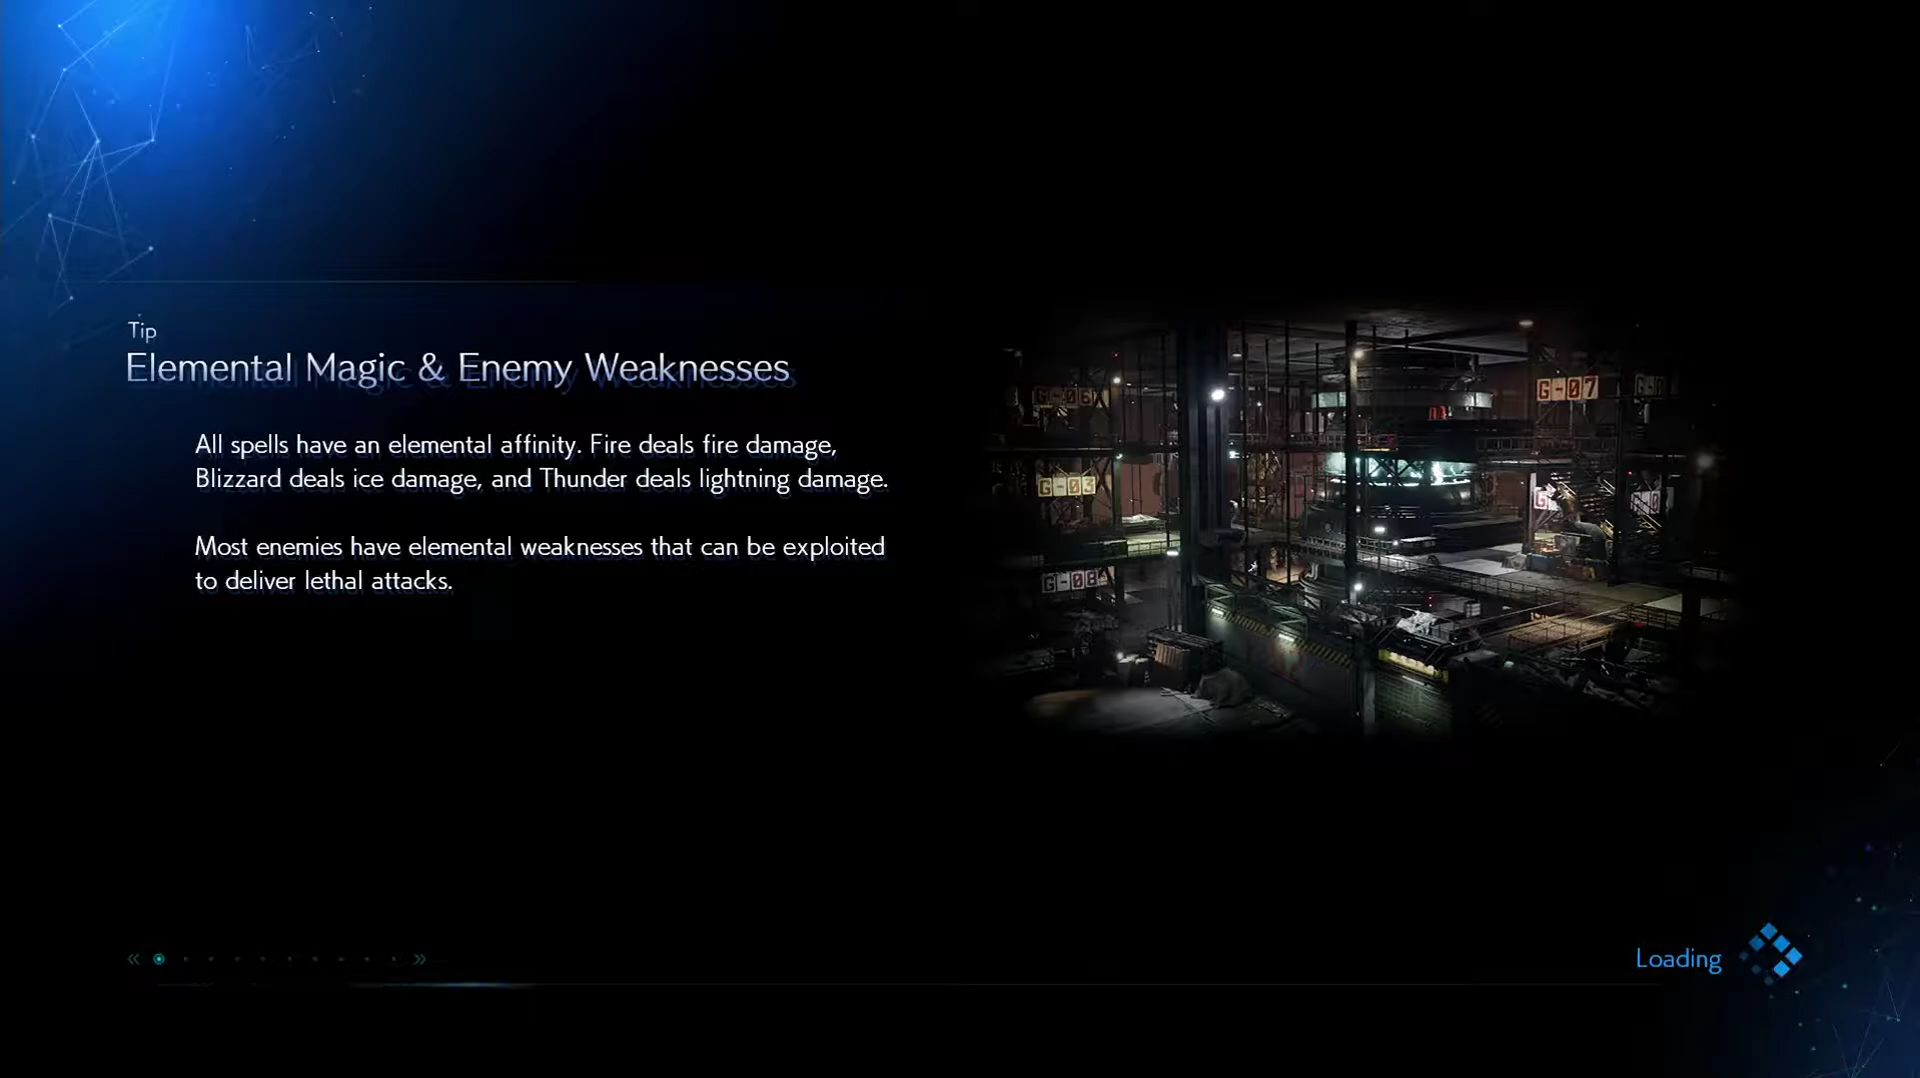 Tip
Elemental Magic & Enemy Weaknesses
All spells have an elemental affinity. Fire deals fire damage,
Blizzard deals ice damage, and Thunder deals lightning damage.
Most enemies have elemental weaknesses that can be exploited
to deliver lethal attacks.
G-06
G-07
G-03
G-08
Loading